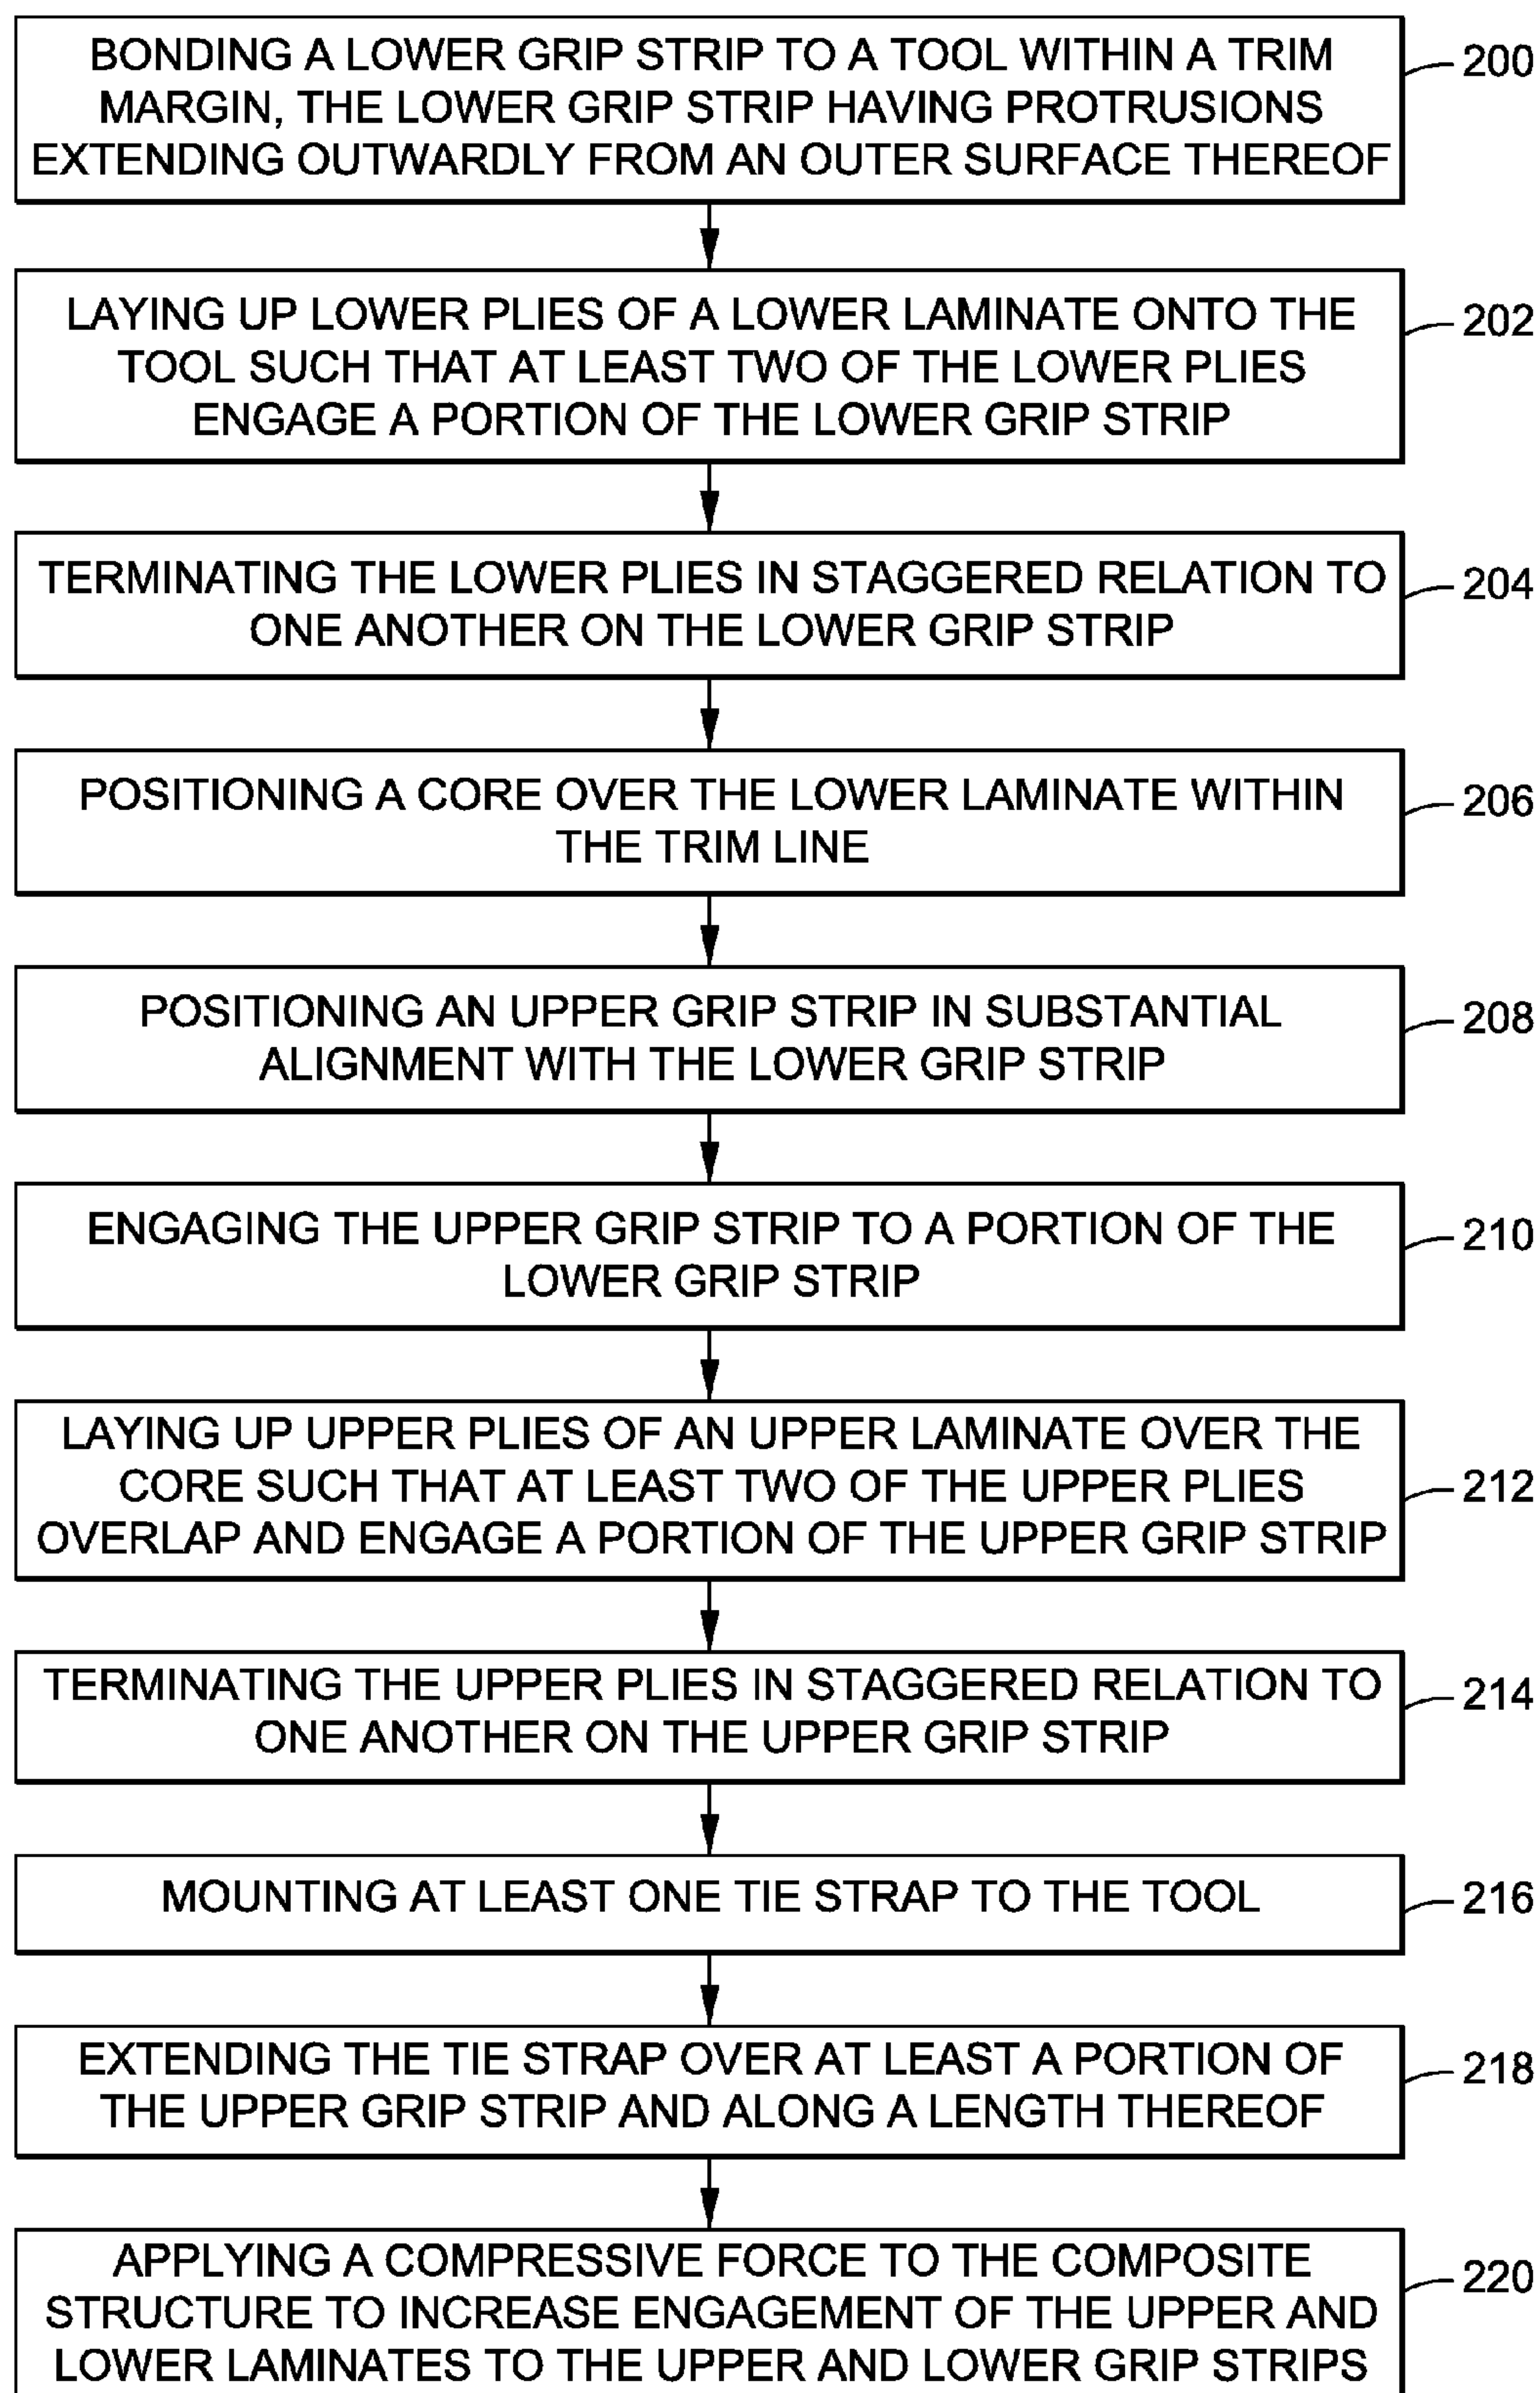 BONDING A LOWER GRIP STRIP TO A TOOL WITHIN A TRIM
MARGIN, THE LOWER GRIP STRIP HAVING PROTRUSIONS
EXTENDING OUTWARDLY FROM AN OUTER SURFACE THEREOF
200
LAYING UP LOWER PLIES OF A LOWER LAMINATE ONTO THE
TOOL SUCH THAT AT LEAST TWO OF THE LOWER PLIES
ENGAGE A PORTION OF THE LOWER GRIP STRIP
202
TERMINATING THE LOWER PLIES IN STAGGERED RELATION TO
ONE ANOTHER ON THE LOWER GRIP STRIP
204
POSITIONING A CORE OVER THE LOWER LAMINATE WITHIN
THE TRIM LINE
206
POSITIONING AN UPPER GRIP STRIP IN SUBSTANTIAL
ALIGNMENT WITH THE LOWER GRIP STRIP
208
ENGAGING THE UPPER GRIP STRIP TO A PORTION OF THE
LOWER GRIP STRIP
210
LAYING UP UPPER PLIES OF AN UPPER LAMINATE OVER THE
CORE SUCH THAT AT LEAST TWO OF THE UPPER PLIES
OVERLAP AND ENGAGE A PORTION OF THE UPPER GRIP STRIP
212
TERMINATING THE UPPER PLIES IN STAGGERED RELATION TO
ONE ANOTHER ON THE UPPER GRIP STRIP
214
MOUNTING AT LEAST ONE TIE STRAP TO THE TOOL
216
EXTENDING THE TIE STRAP OVER AT LEAST A PORTION OF
THE UPPER GRIP STRIP AND ALONG A LENGTH THEREOF
218
APPLYING A COMPRESSIVE FORCE TO THE COMPOSITE
STRUCTURE TO INCREASE ENGAGEMENT OF THE UPPER AND
LOWER LAMINATES TO THE UPPER AND LOWER GRIP STRIPS
220